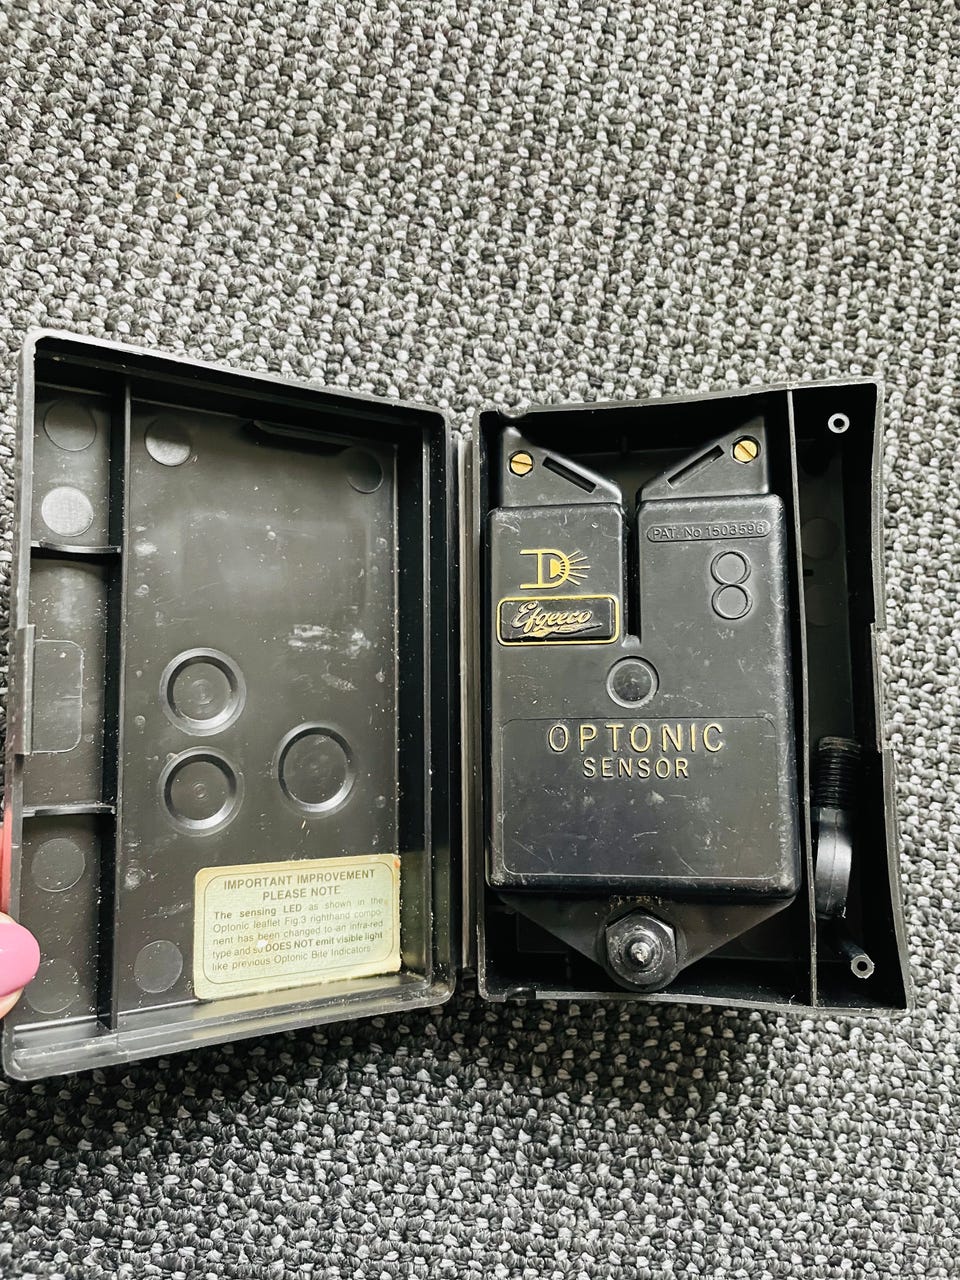 PAT. No 1503596
Efgeeco
OPTONIC
SENSOR
IMPORTANT IMPROVEMENT
PLEASE NOTE
The sensing LED as shown in the
Optonic leaflet Fig.3 righthand compo-
nent has been changed to an infra-red
type and so DOES NOT emit visible light
like previous Optonic Bite Indicators.